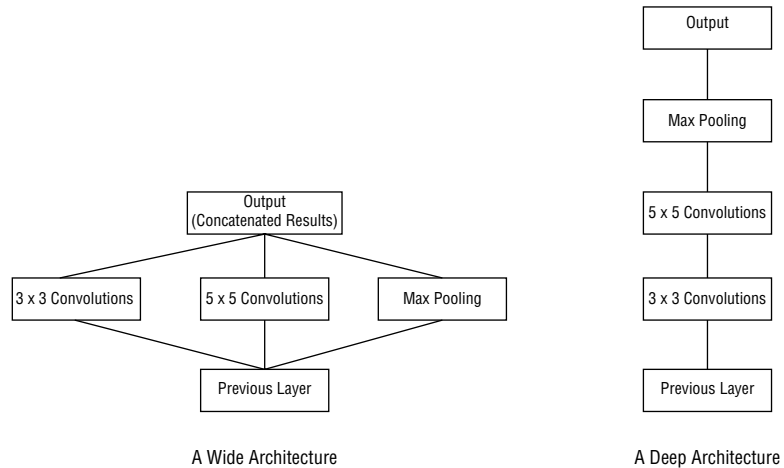 Output
(Concatenated Results)
3 x 3 Convolutions
5 x 5 Convolutions
Max Pooling
Previous Layer
A Wide Architecture
Output
Max Pooling
5 x 5 Convolutions
3 x 3 Convolutions
Previous Layer
A Deep Architecture